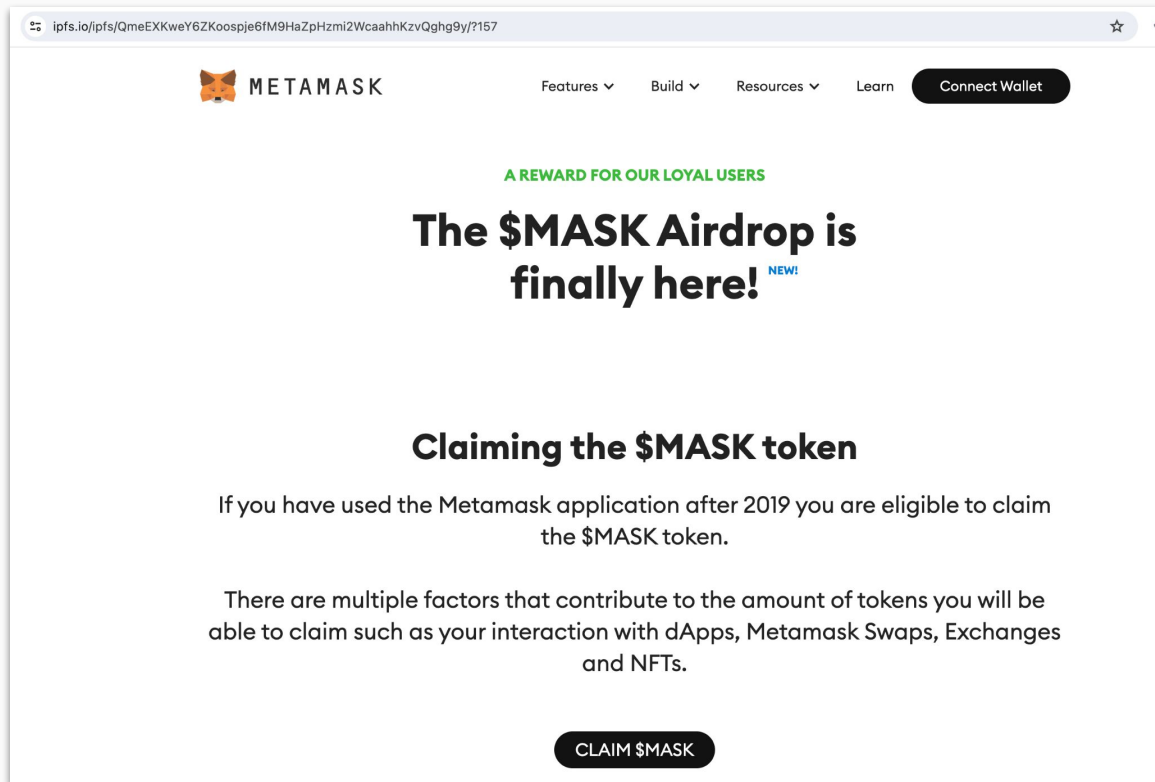 ipfs.io/ipfs/QmeEXKweY6ZKoospje6fM9HaZpHzmi2WcaahhKzvQghg9y/?157
METAMASK Features Build Resources Learn Connect Wallet
A REWARD FOR OUR LOYAL USERS
The $MASK Airdrop is
finally here! NEW!
Claiming the $MASK token
If you have used the Metamask application after 2019 you are eligible to claim
the $MASK token.
There are multiple factors that contribute to the amount of tokens you will be
able to claim such as your interaction with dApps, Metamask Swaps, Exchanges
and NFTs.
CLAIM $MASK